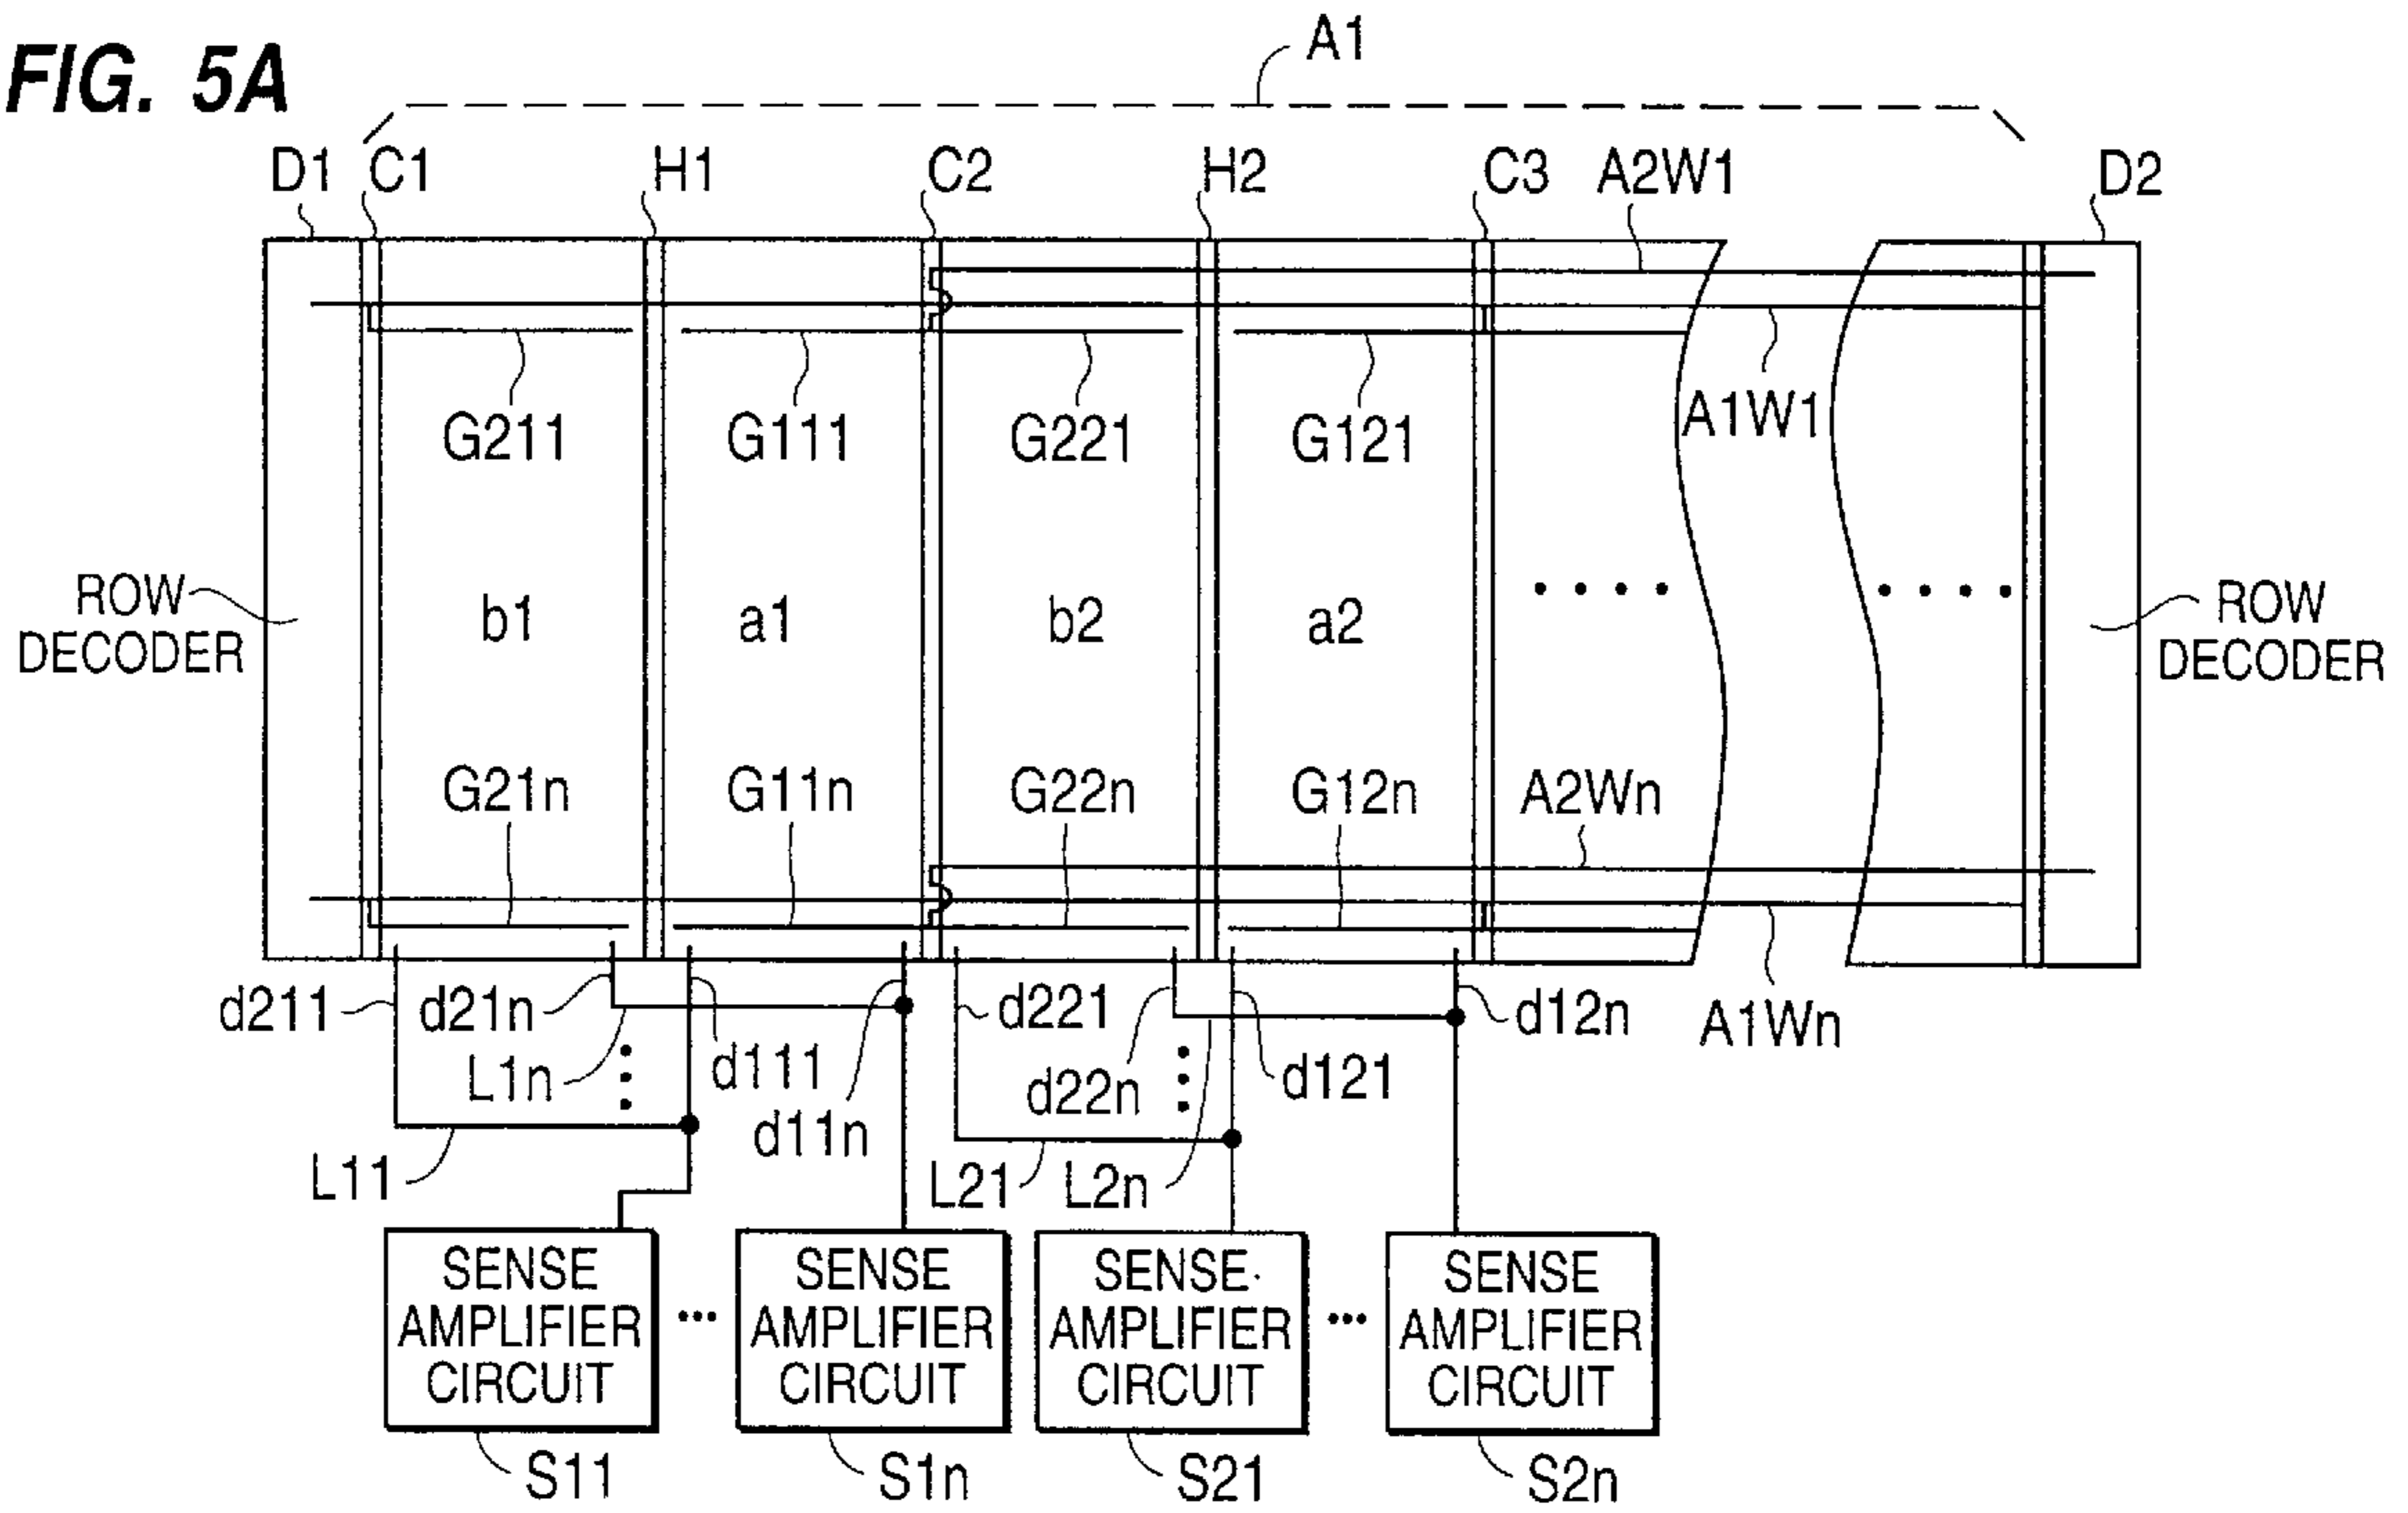 FIG. 5A
A1
D1 C1 H1 C2 H2 C3 A2W1 D2
G211 G111 G221 G121 A1W1
ROW
DECODER
b1 a1 b2 a2
ROW
DECODER
G21n G11n G22n G12n A2Wn
d211 d21n d221 d12n A1Wn
L1n d111 d22n d121
d11n
L11 L21 L2n
SENSE
AMPLIFIER
CIRCUIT
SENSE
AMPLIFIER
CIRCUIT
SENSE
AMPLIFIER
CIRCUIT
SENSE
AMPLIFIER
CIRCUIT
S11 S1n S21 S2n